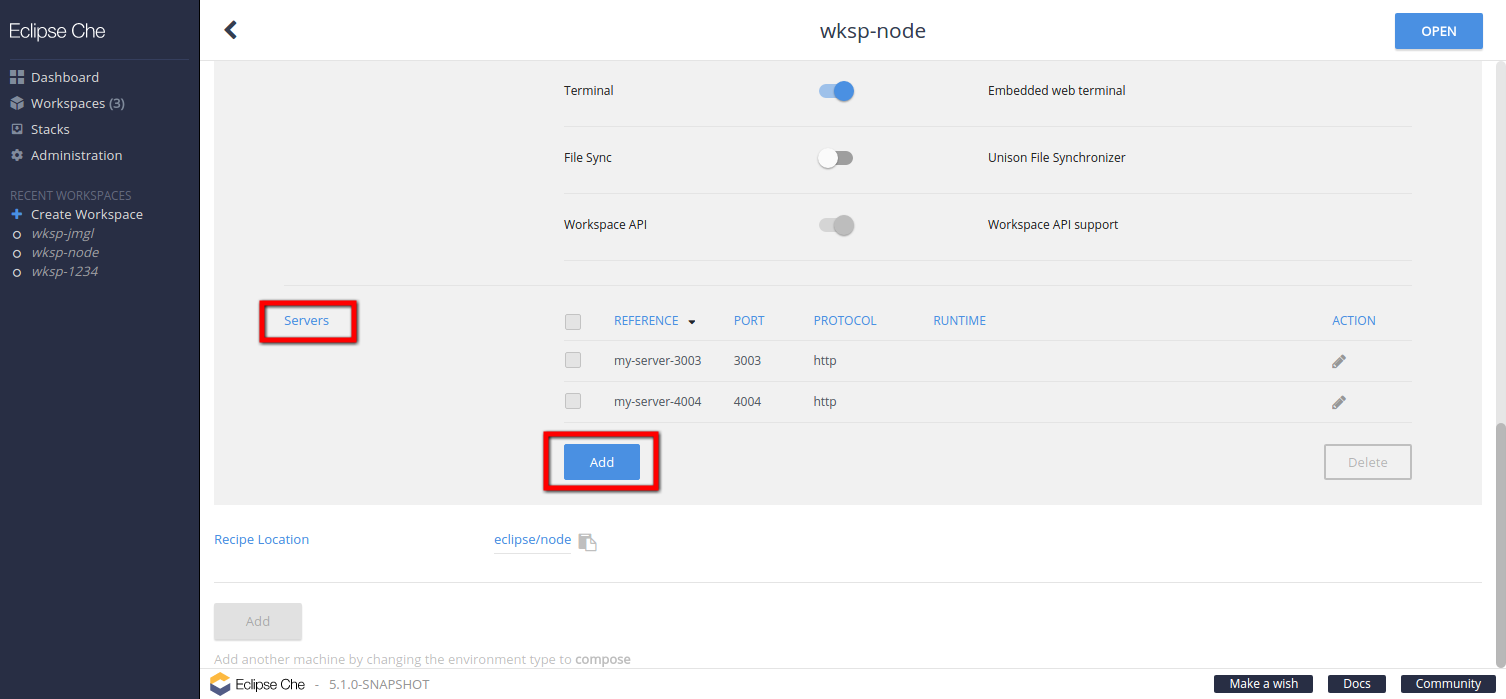 Eclipse Che
wksp-node
OPEN
Dashboard
Workspaces (3)
Stacks
Administration
RECENT WORKSPACES
Create Workspace
wksp-jmgl
wksp-node
wksp-1234
Terminal Embedded web terminal
File Sync Unison File Synchronizer
Workspace API Workspace API support
Servers
REFERENCE PORT PROTOCOL RUNTIME ACTION
my-server-3003 3003 http
my-server-4004 4004 http
Add Delete
Recipe Location eclipse/node
Add
Add another machine by changing the environment type to compose
Eclipse Che - 5.1.0-SNAPSHOT
Make a wish Docs Community